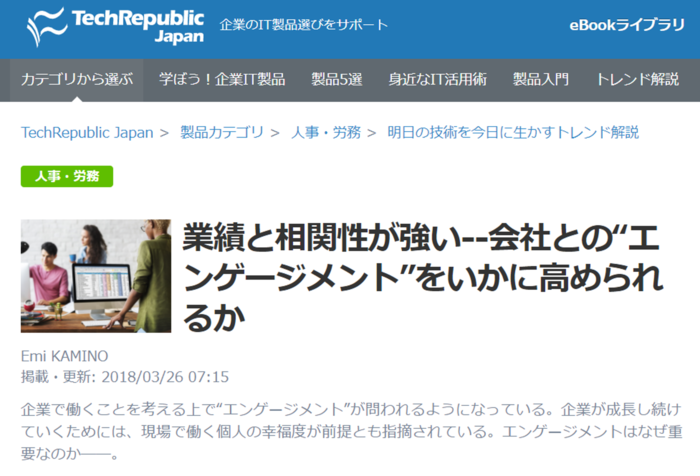 TechRepublic
Japan
企業のIT製品選びをサポート
eBookライブラリ
カテゴリから選ぶ 学ぼう！企業IT製品 製品5選 身近なIT活用術 製品入門 トレンド解説
TechRepublic Japan > 製品カテゴリ > 人事・労務 > 明日の技術を今日に生かすトレンド解説
人事・労務
業績と相関性が強い--会社との“エ
ンゲージメント”をいかに高められ
るか
Emi KAMINO
掲載・更新: 2018/03/26 07:15
企業で働くことを考える上で“エンゲージメント”が問われるようになっている。企業が成長し続け
ていくためには、現場で働く個人の幸福度が前提とも指摘されている。エンゲージメントはなぜ重
要なのか――。